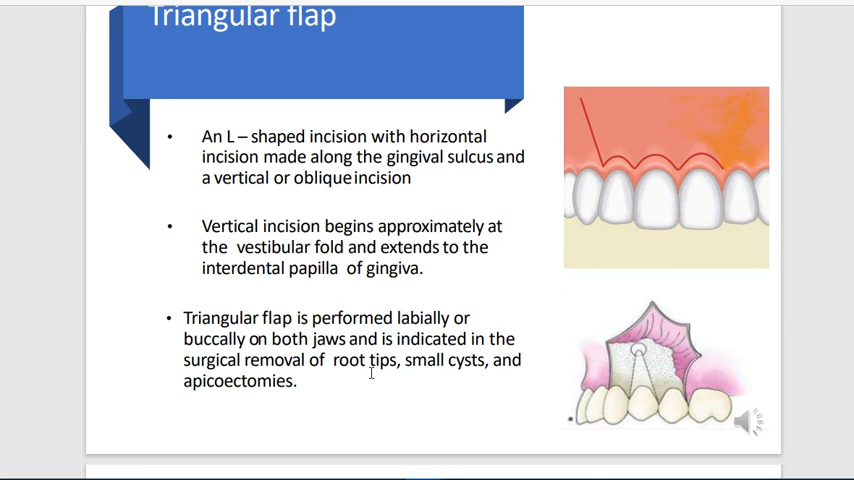 Triangular flap
• An L – shaped incision with horizontal
incision made along the gingival sulcus and
a vertical or oblique incision
• Vertical incision begins approximately at
the vestibular fold and extends to the
interdental papilla of gingiva.
• Triangular flap is performed labially or
buccally on both jaws and is indicated in the
surgical removal of root tips, small cysts, and
apicoectomies.